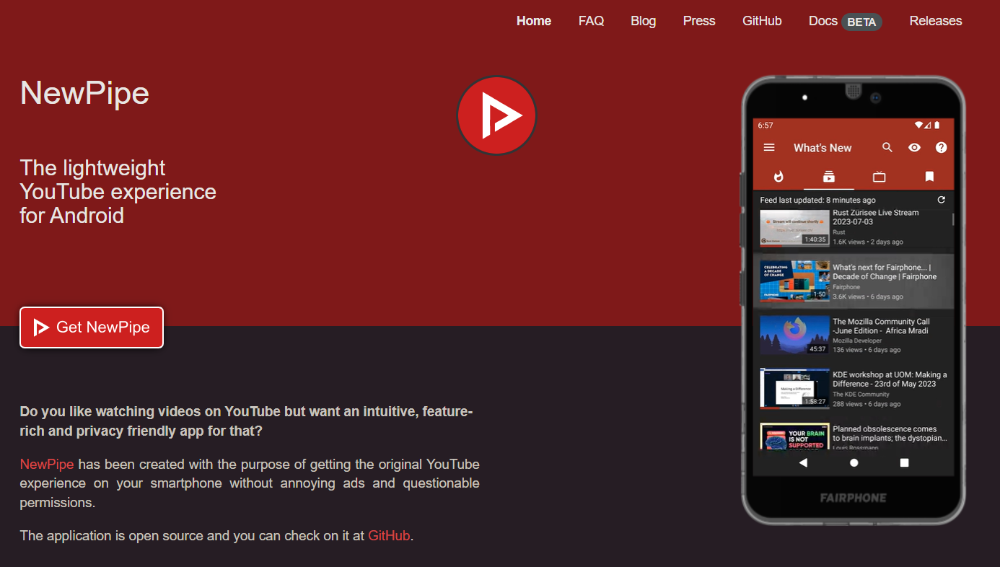 Home FAQ Blog Press GitHub Docs BETA Releases
NewPipe
The lightweight
YouTube experience
for Android
Get NewPipe
Do you like watching videos on YouTube but want an intuitive, feature-
rich and privacy friendly app for that?
NewPipe has been created with the purpose of getting the original YouTube
experience on your smartphone without annoying ads and questionable
permissions.
The application is open source and you can check on it at GitHub.
6:57
What's New
Feed last updated: 8 minutes ago
Stream will continue shortly
1:40:35
Rust Zürisee Live Stream
2023-07-03
Rust
1.6K views • 2 days ago
CELEBRATING
A DECADE
OF CHANGE
FAIRPHONE
1:50
What's next for Fairphone... |
Decade of Change | Fairphone
Fairphone
3.6K views • 6 days ago
45:37
The Mozilla Community Call
-June Edition - Africa Mradi
Mozilla Developer
136 views • 6 days ago
Making a Difference
1:58:27
KDE workshop at UOM: Making a
Difference - 23rd of May 2023
The KDE Community
288 views • 6 days ago
YOUR BRAIN
IS NOT
SUPPORTED
Planned obsolescence comes
to brain implants; the dystopian...
Louis Rossmann
FAIRPHONE